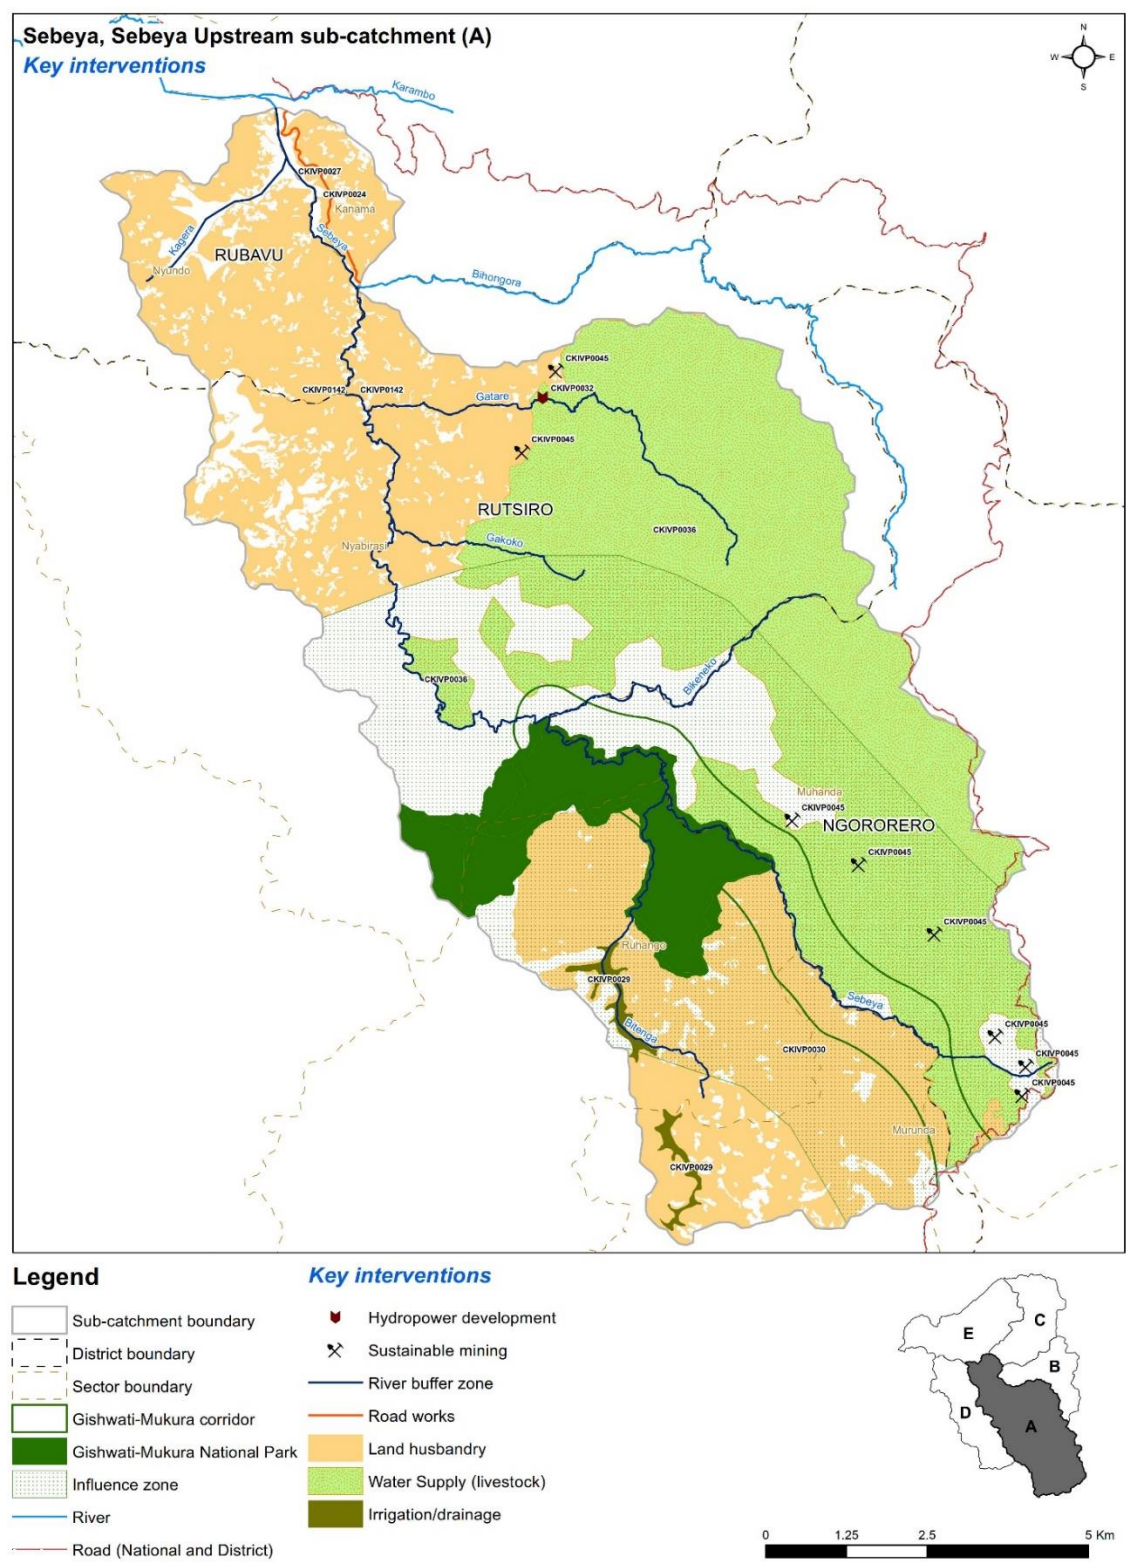 Sebeya, Sebeya Upstream sub-catchment (A)
Key interventions
N
W
E
S
Karambo
CKIVP0027
CKIVP0024
Kanama
Kagera
Sebeya
RUBAVU
Nyundo
Bihongora
CKIVP0045
CKIVP0142
CKIVP0142
CKIVP0032
Gatare
CKIVP0045
RUTSIRO
CKIVP0036
Nyabirasi
Gakoko
CKIVP0036
Bikeneko
Muhanda
CKIVP0045
NGORORERO
CKIVP0045
CKIVP0045
Ruhango
CKIVP0029
Sebeya
Bitenga
CKIVP0045
CKIVP0030
CKIVP0045
CKIVP0045
Murunda
CKIVP0029
Legend
Sub-catchment boundary
District boundary
Sector boundary
Gishwati-Mukura corridor
Gishwati-Mukura National Park
Influence zone
River
Road (National and District)
Key interventions
Hydropower development
Sustainable mining
River buffer zone
Road works
Land husbandry
Water Supply (livestock)
Irrigation/drainage
E
C
B
D
A
0
1.25
2.5
5 Km